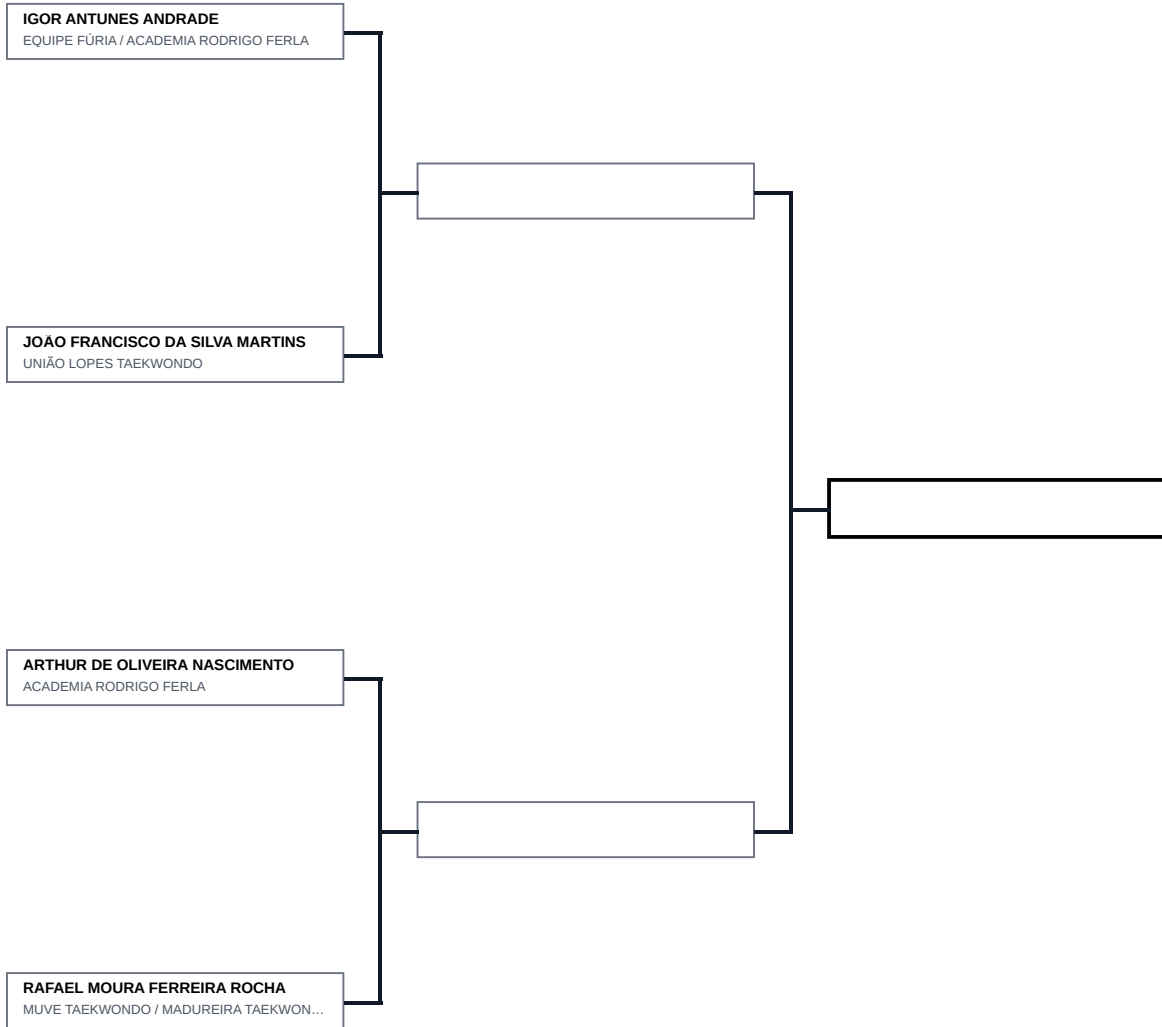 IGOR ANTUNES ANDRADE
EQUIPE FÚRIA / ACADEMIA RODRIGO FERLA
JOÃO FRANCISCO DA SILVA MARTINS
UNIÃO LOPES TAEKWONDO
ARTHUR DE OLIVEIRA NASCIMENTO
ACADEMIA RODRIGO FERLA
RAFAEL MOURA FERREIRA ROCHA
MUVE TAEKWONDO / MADUREIRA TAEKWON…